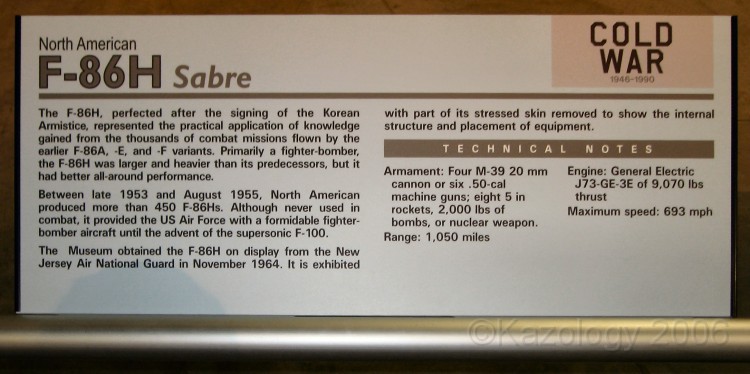 North American
F-86H Sabre
COLD
WAR
1946-1990
The F-86H, perfected after the signing of the Korean
Armistice, represented the practical application of knowledge
gained from the thousands of combat missions flown by the
earlier F-86A, -E, and -F variants. Primarily a fighter-bomber,
the F-86H was larger and heavier than its predecessors, but it
had better all-around performance.
Between late 1953 and August 1955, North American
produced more than 450 F-86Hs. Although never used in
combat, it provided the US Air Force with a formidable fighter-
bomber aircraft until the advent of the supersonic F-100.
The Museum obtained the F-86H on display from the New
Jersey Air National Guard in November 1964. It is exhibited
with part of its stressed skin removed to show the internal
structure and placement of equipment.
TECHNICAL NOTES
Armament: Four M-39 20 mm
cannon or six .50-cal
machine guns; eight 5 in
rockets, 2,000 lbs of
bombs, or nuclear weapon.
Range: 1,050 miles
Engine: General Electric
J73-GE-3E of 9,070 lbs
thrust
Maximum speed: 693 mph
©Kazology 2006